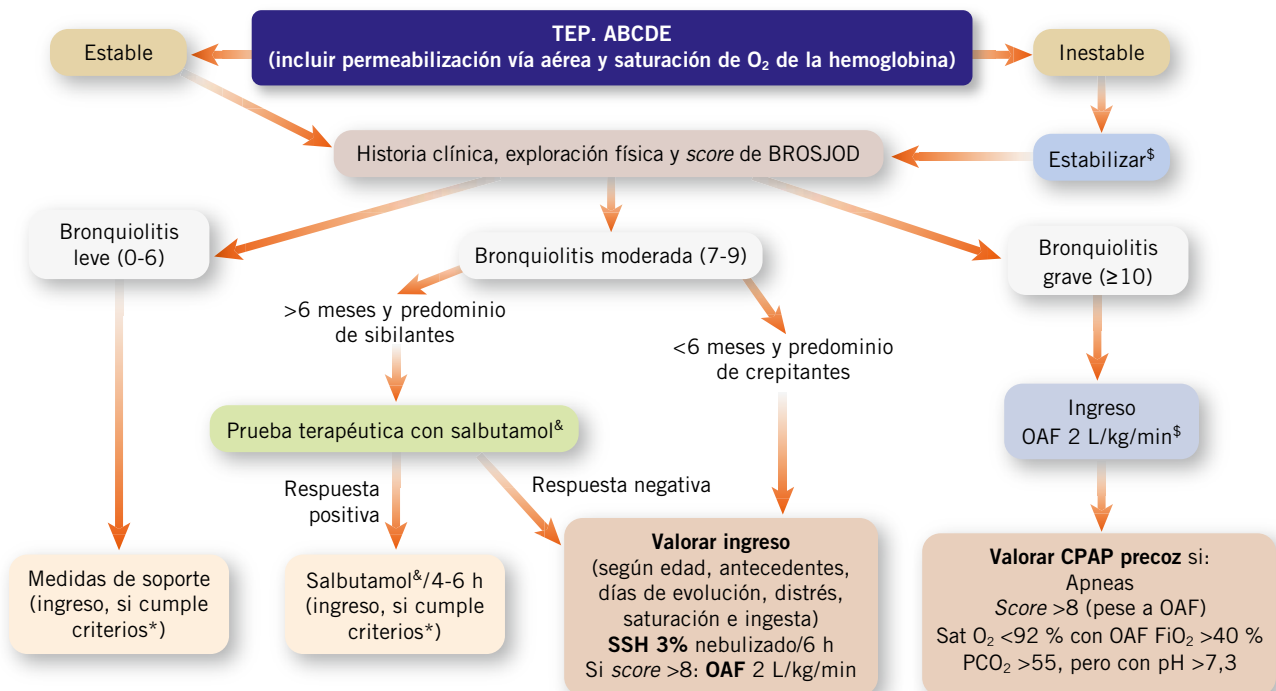 TEP. ABCDE
(incluir permeabilización vía aérea y saturación de O₂ de la hemoglobina)
Estable
Inestable
Historia clínica, exploración física y score de BROSJOD
Estabilizar$
Bronquiolitis
leve (0-6)
Bronquiolitis moderada (7-9)
Bronquiolitis
grave (≥10)
>6 meses y predominio
de sibilantes
<6 meses y predominio
de crepitantes
Prueba terapéutica con salbutamol&
Ingreso
OAF 2 L/kg/min$
Respuesta
positiva
Respuesta negativa
Medidas de soporte
(ingreso, si cumple
criterios*)
Salbutamol&/4-6 h
(ingreso, si cumple
criterios*)
Valorar ingreso
(según edad, antecedentes,
días de evolución, distrés,
saturación e ingesta)
SSH 3% nebulizado/6 h
Si score >8: OAF 2 L/kg/min
Valorar CPAP precoz si:
Apneas
Score >8 (pese a OAF)
Sat O₂ <92 % con OAF FiO₂ >40 %
PCO₂ >55, pero con pH >7,3